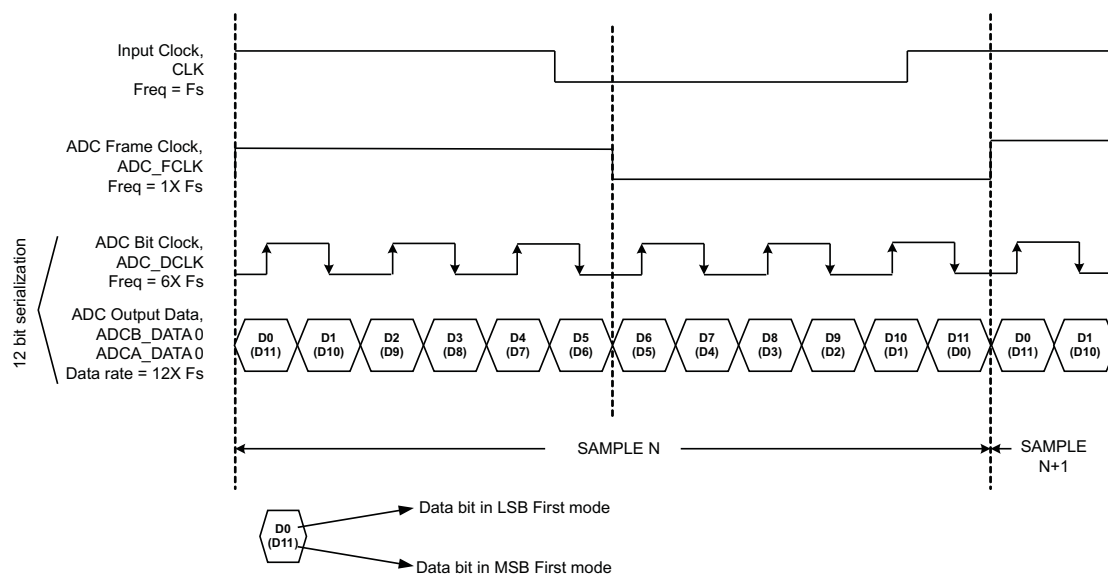 Input Clock,
CLK
Freq = Fs
ADC Frame Clock,
ADC_FCLK
Freq = 1X Fs
12 bit serialization
ADC Bit Clock,
ADC_DCLK
Freq = 6X Fs
ADC Output Data,
ADCB_DATA 0
ADCA_DATA 0
Data rate = 12X Fs
D0 D1 D2 D3 D4 D5 D6 D7 D8 D9 D10 D11 D0 D1
(D11) (D10) (D9) (D8) (D7) (D6) (D5) (D4) (D3) (D2) (D1) (D0) (D11) (D10)
SAMPLE N
SAMPLE
N+1
D0
(D11)
Data bit in LSB First mode
Data bit in MSB First mode